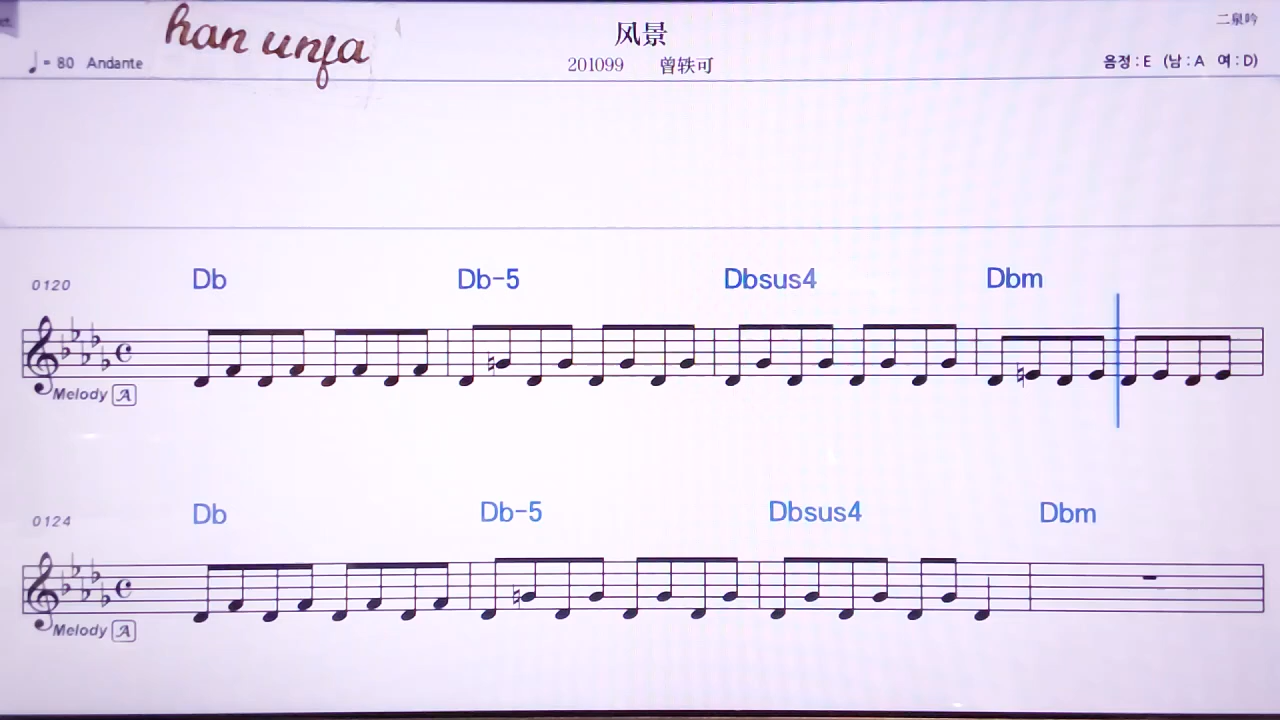 han unfa
风景
二泉吟
♩= 80 Andante
201099 曾轶可
음정 : E (남 : A 여 : D)
0120
Db Db-5 Dbsus4 Dbm
Melody A
0124
Db Db-5 Dbsus4 Dbm
Melody A